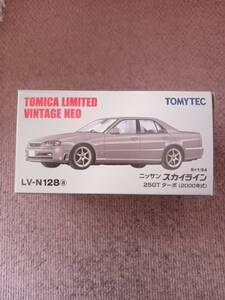 TOMICA LIMITED
VINTAGE NEO
TOMYTEC
S=1/64
LV-N128a
ニッサン スカイライン
25GT ターボ (2000年式)